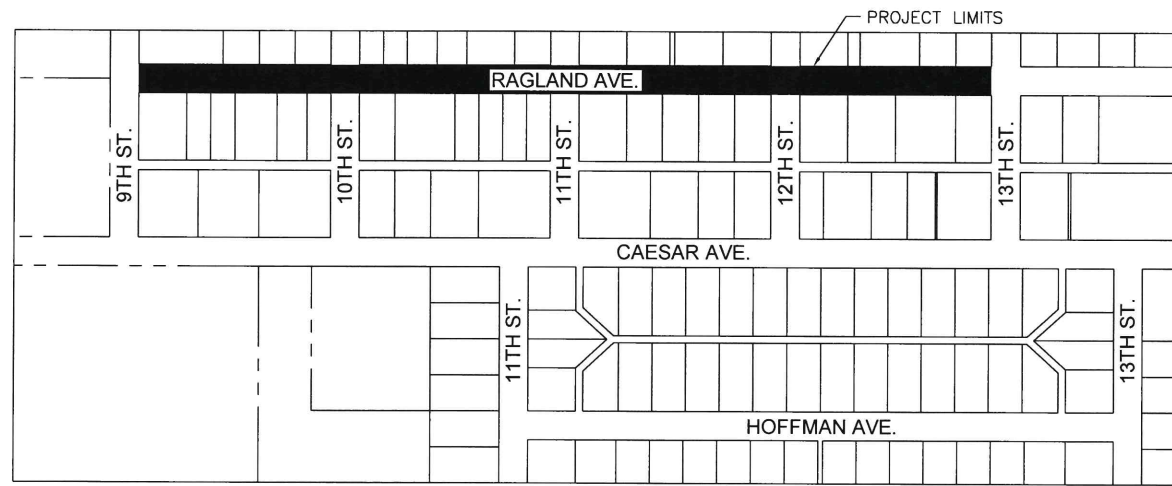 PROJECT LIMITS
RAGLAND AVE.
9TH ST.
10TH ST.
11TH ST.
12TH ST.
13TH ST.
CAESAR AVE.
11TH ST.
13TH ST.
HOFFMAN AVE.